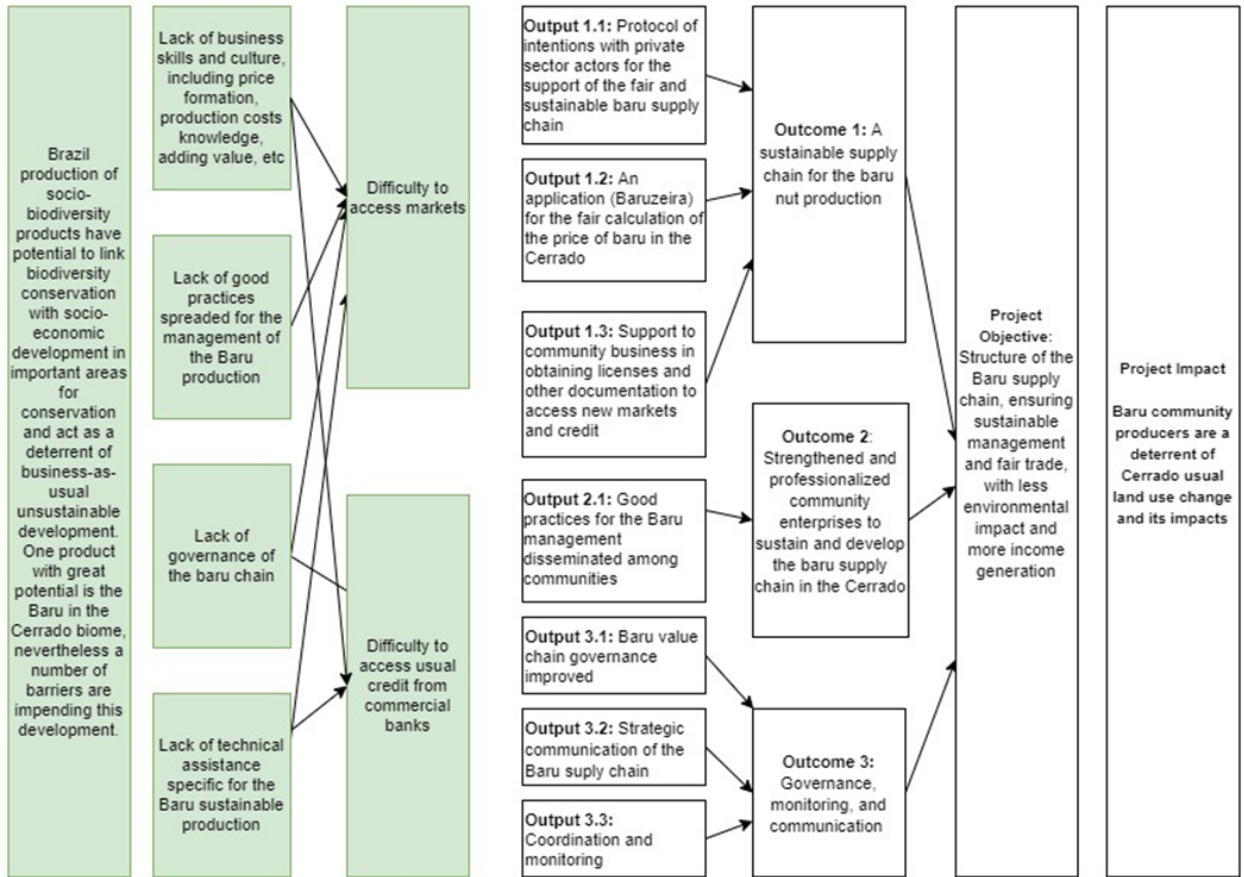 Brazil
production of
socio-
biodiversity
products have
potential to link
biodiversity
conservation
with socio-
economic
development in
important areas
for
conservation
and act as a
deterrent of
business-as-
usual
unsustainable
development.
One product
with great
potential is the
Baru in the
Cerrado biome,
nevertheless a
number of
barriers are
impending this
development.
Lack of business
skills and culture,
including price
formation,
production costs
knowledge,
adding value, etc
Lack of good
practices
spreaded for the
management of
the Baru
production
Lack of
governance of
the baru chain
Lack of technical
assistance
specific for the
Baru sustainable
production
Difficulty to
access markets
Difficulty to
access usual
credit from
commercial
banks
Output 1.1: Protocol of
intentions with private
sector actors for the
support of the fair and
sustainable baru supply
chain
Output 1.2: An
application (Baruzeira)
for the fair calculation of
the price of baru in the
Cerrado
Output 1.3: Support to
community business in
obtaining licenses and
other documentation to
access new markets
and credit
Output 2.1: Good
practices for the Baru
management
disseminated among
communities
Output 3.1: Baru value
chain governance
improved
Output 3.2: Strategic
communication of the
Baru suply chain
Output 3.3:
Coordination and
monitoring
Outcome 1: A
sustainable supply
chain for the baru
nut production
Outcome 2:
Strengthened and
professionalized
community
enterprises to
sustain and develop
the baru supply
chain in the Cerrado
Outcome 3:
Governance,
monitoring, and
communication
Project
Objective:
Structure of the
Baru supply
chain, ensuring
sustainable
management
and fair trade,
with less
environmental
impact and
more income
generation
Project Impact
Baru community
producers are a
deterrent of
Cerrado usual
land use change
and its impacts